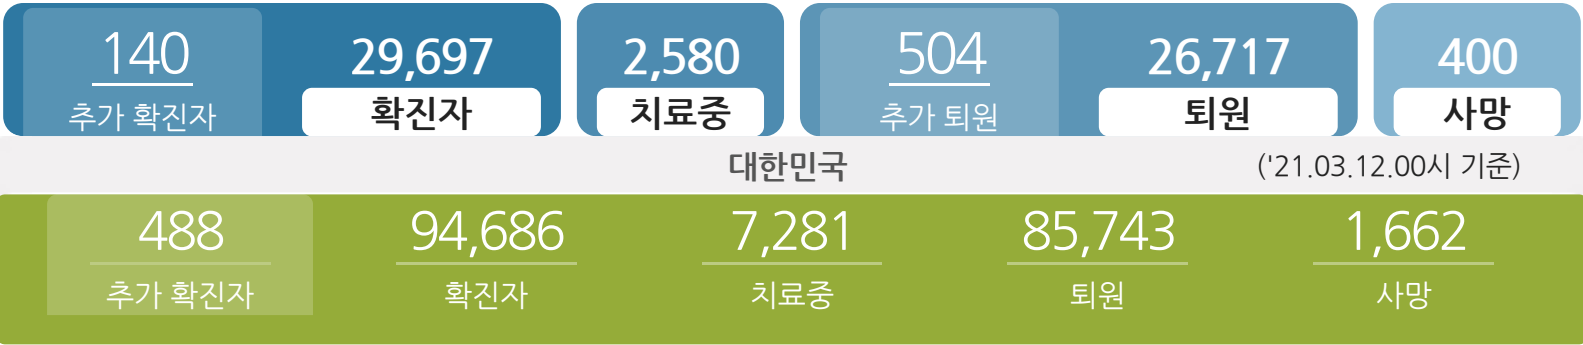 140 29,697 2,580 504 26,717 400
추가 확진자 확진자 치료중 추가 퇴원 퇴원 사망
대한민국 ('21.03.12.00시 기준)
488 94,686 7,281 85,743 1,662
추가 확진자 확진자 치료중 퇴원 사망